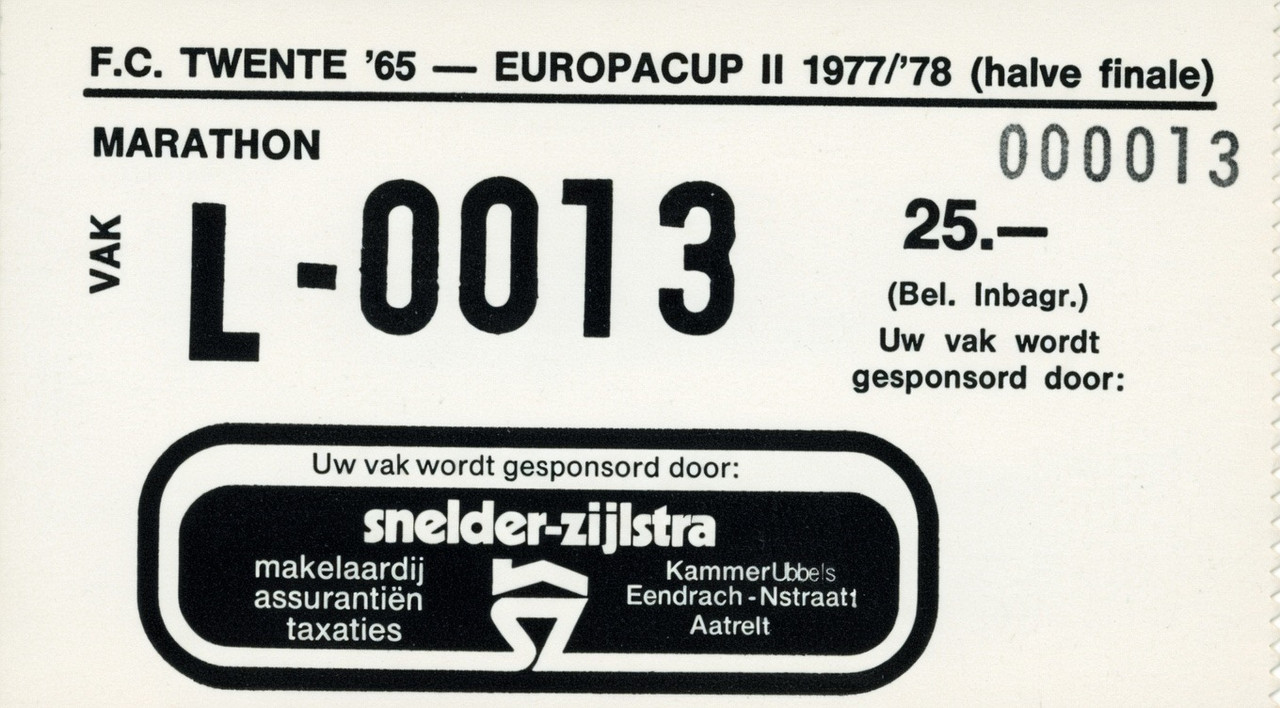 F.C. TWENTE '65 — EUROPACUP II 1977/'78 (halve finale)
MARATHON
000013
VAK
L-0013
25.—
(Bel. Inbagr.)
Uw vak wordt
gesponsord door:
Uw vak wordt gesponsord door:
snelder-zijlstra
makelaardij
assurantiën
taxaties
KammerUbbels
Eendrach-Nstraat1
Aatrelt